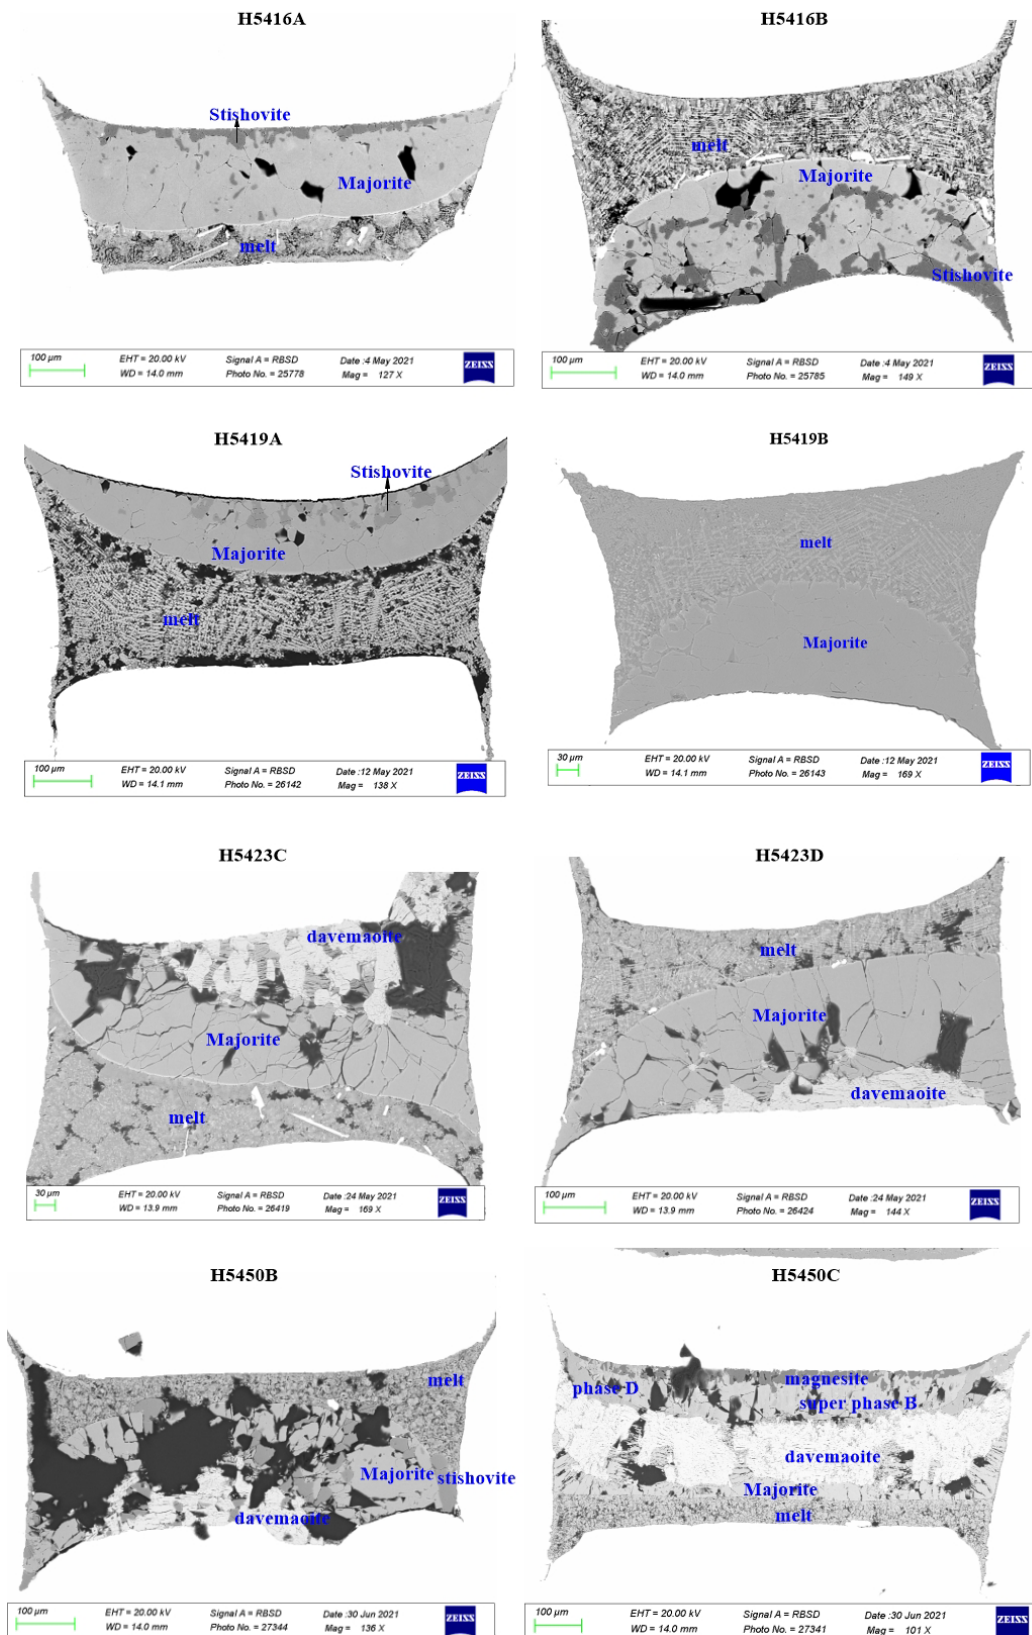 H5416A
Stishovite
Majorite
melt
100 µm
EHT = 20.00 kV
WD = 14.0 mm
Signal A = RBSD
Photo No. = 25778
Date :4 May 2021
Mag = 127 X
ZEISS
H5416B
melt
Majorite
Stishovite
100 µm
EHT = 20.00 kV
WD = 14.0 mm
Signal A = RBSD
Photo No. = 25785
Date :4 May 2021
Mag = 149 X
ZEISS
H5419A
Stishovite
Majorite
melt
100 µm
EHT = 20.00 kV
WD = 14.1 mm
Signal A = RBSD
Photo No. = 26142
Date :12 May 2021
Mag = 138 X
ZEISS
H5419B
melt
Majorite
30 µm
EHT = 20.00 kV
WD = 14.1 mm
Signal A = RBSD
Photo No. = 26143
Date :12 May 2021
Mag = 169 X
ZEISS
H5423C
davemaoite
Majorite
melt
30 µm
EHT = 20.00 kV
WD = 13.9 mm
Signal A = RBSD
Photo No. = 26419
Date :24 May 2021
Mag = 169 X
ZEISS
H5423D
melt
Majorite
davemaoite
100 µm
EHT = 20.00 kV
WD = 13.9 mm
Signal A = RBSD
Photo No. = 26424
Date :24 May 2021
Mag = 144 X
ZEISS
H5450B
melt
Majorite
stishovite
davemaoite
100 µm
EHT = 20.00 kV
WD = 14.0 mm
Signal A = RBSD
Photo No. = 27344
Date :30 Jun 2021
Mag = 136 X
ZEISS
H5450C
magnesite
phase D
super phase B
davemaoite
Majorite
melt
100 µm
EHT = 20.00 kV
WD = 14.0 mm
Signal A = RBSD
Photo No. = 27341
Date :30 Jun 2021
Mag = 101 X
ZEISS